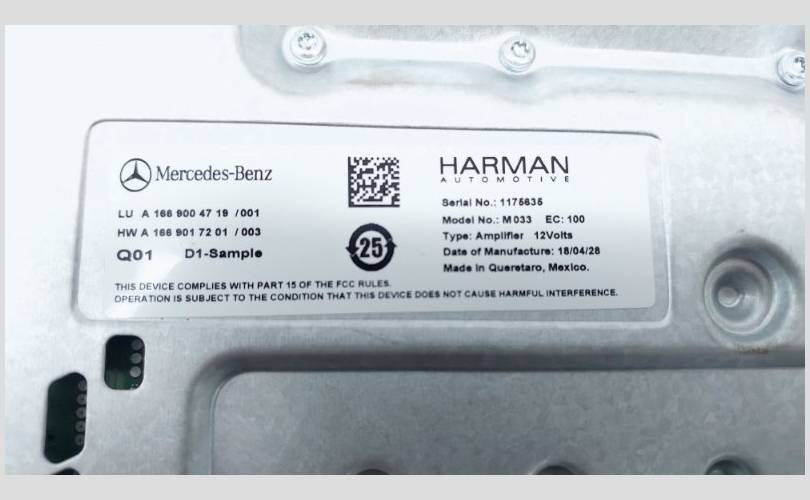 Mercedes-Benz
LU A 166 900 47 19 /001
HW A 166 901 72 01 /003
Q01 D1-Sample
25
HARMAN
AUTOMOTIVE
Serial No.: 1175635
Model No.: M033 EC: 100
Type: Amplifier 12Volts
Date of Manufacture: 18/04/28
Made in Queretaro, Mexico.
THIS DEVICE COMPLIES WITH PART 15 OF THE FCC RULES.
OPERATION IS SUBJECT TO THE CONDITION THAT THIS DEVICE DOES NOT CAUSE HARMFUL INTERFERENCE.